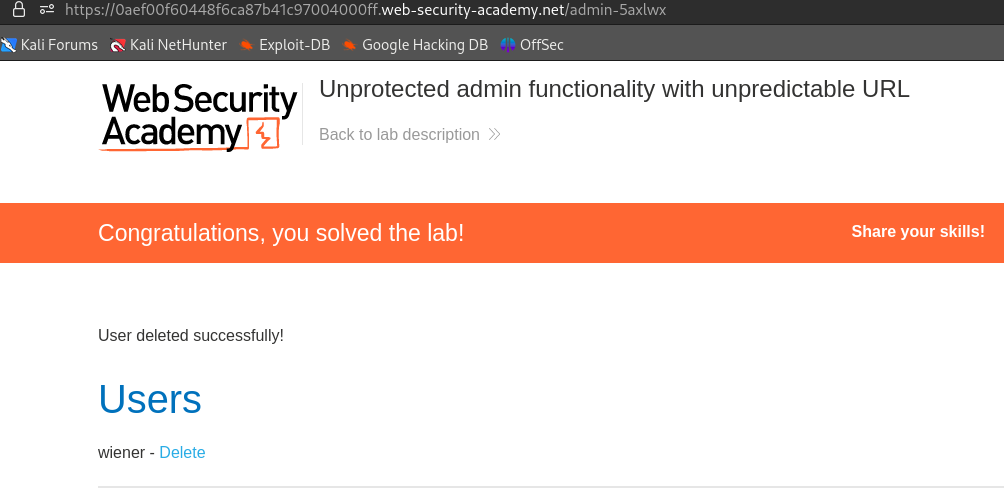 https://0aef00f60448f6ca87b41c97004000ff.web-security-academy.net/admin-5axlwx
Kali Forums Kali NetHunter Exploit-DB Google Hacking DB OffSec
Web Security
Academy
Unprotected admin functionality with unpredictable URL
Back to lab description
Congratulations, you solved the lab!
Share your skills!
User deleted successfully!
Users
wiener - Delete